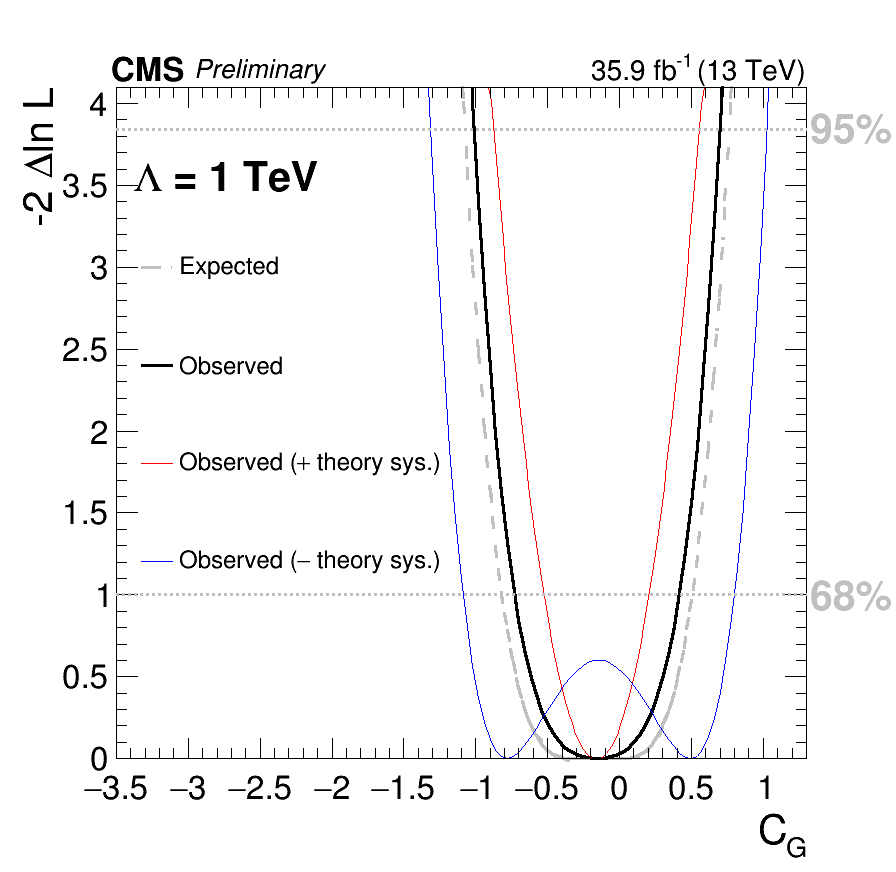 CMS Preliminary 35.9 fb-1 (13 TeV)
-2 Δln L
4
95%
Λ = 1 TeV
3.5
3
Expected
2.5
Observed
2
Observed (+ theory sys.)
1.5
Observed (− theory sys.)
1
68%
0.5
0
−3.5 −3 −2.5 −2 −1.5 −1 −0.5 0 0.5 1
CG